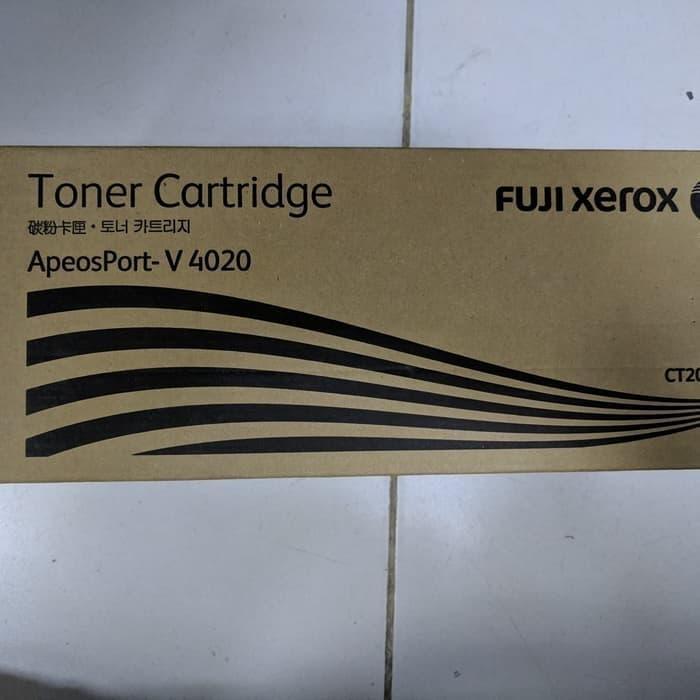 Toner Cartridge
碳粉卡匣・토너 카트리지
ApeosPort- V 4020
FUJI xerox
CT20